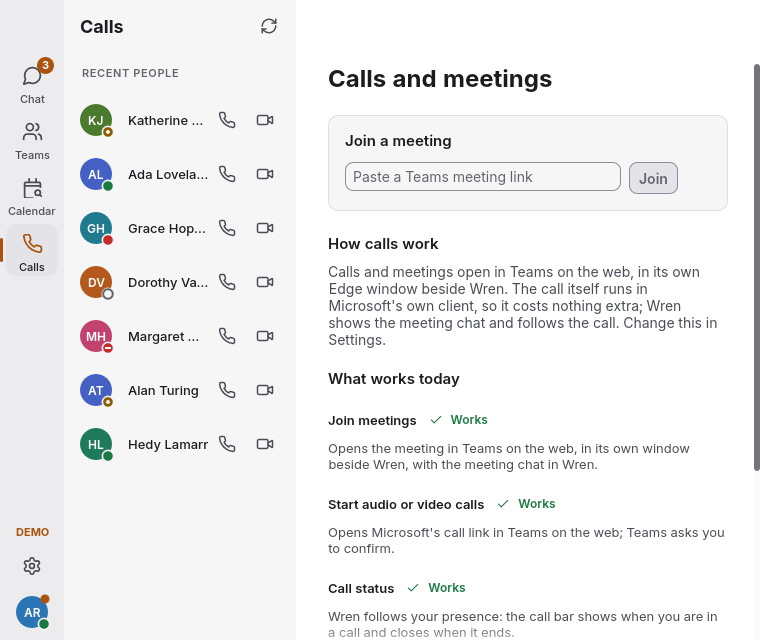 Calls
3
Chat
Teams
Calendar
Calls
DEMO
AR
RECENT PEOPLE
KJ Katherine ...
AL Ada Lovela...
GH Grace Hop...
DV Dorothy Va...
MH Margaret ...
AT Alan Turing
HL Hedy Lamarr
Calls and meetings
Join a meeting
Paste a Teams meeting link
Join
How calls work
Calls and meetings open in Teams on the web, in its own
Edge window beside Wren. The call itself runs in
Microsoft's own client, so it costs nothing extra; Wren
shows the meeting chat and follows the call. Change this in
Settings.
What works today
Join meetings Works
Opens the meeting in Teams on the web, in its own window
beside Wren, with the meeting chat in Wren.
Start audio or video calls Works
Opens Microsoft's call link in Teams on the web; Teams asks you
to confirm.
Call status Works
Wren follows your presence: the call bar shows when you are in
a call and closes when it ends.